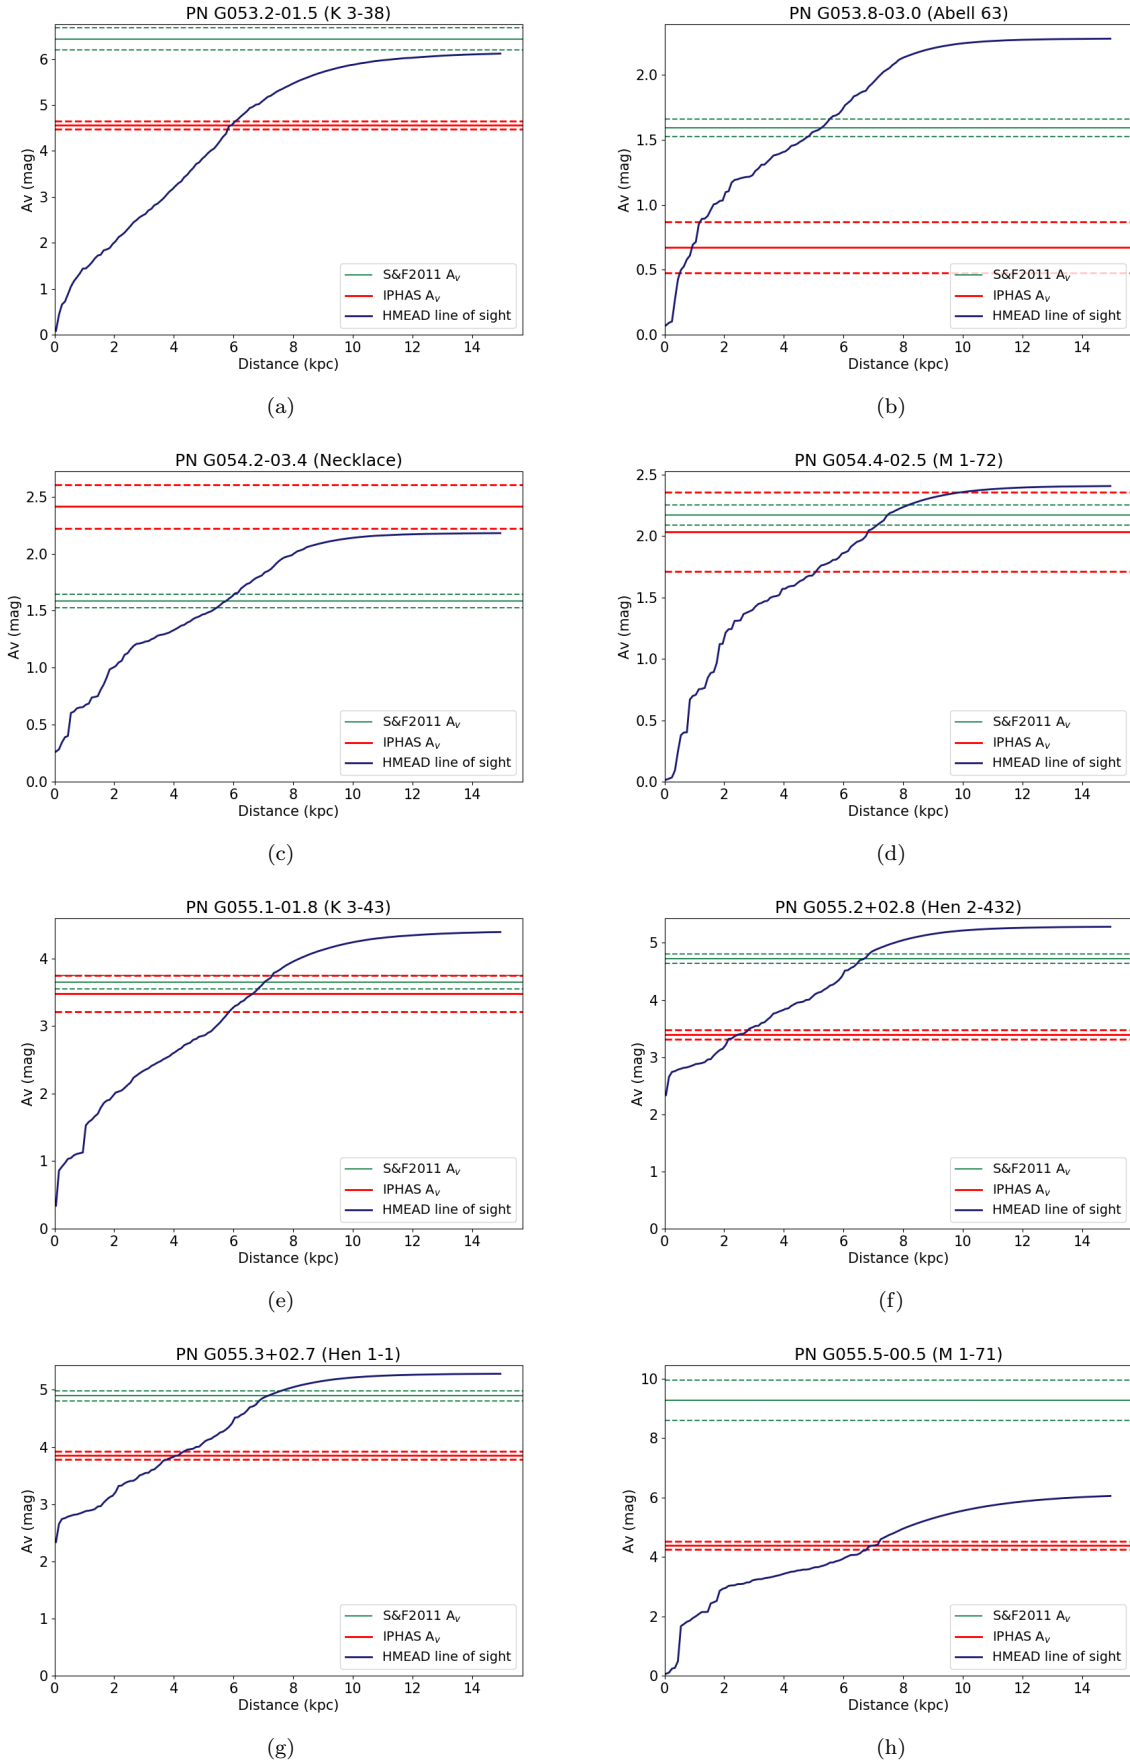 PN G053.2-01.5 (K 3-38)
Av (mag)
6
5
4
3
2
1
0
S&F2011 Aᵥ
IPHAS Aᵥ
HMEAD line of sight
0 2 4 6 8 10 12 14
Distance (kpc)
(a)
PN G053.8-03.0 (Abell 63)
Av (mag)
2.0
1.5
1.0
0.5
0.0
S&F2011 Aᵥ
IPHAS Aᵥ
HMEAD line of sight
0 2 4 6 8 10 12 14
Distance (kpc)
(b)
PN G054.2-03.4 (Necklace)
Av (mag)
2.5
2.0
1.5
1.0
0.5
0.0
S&F2011 Aᵥ
IPHAS Aᵥ
HMEAD line of sight
0 2 4 6 8 10 12 14
Distance (kpc)
(c)
PN G054.4-02.5 (M 1-72)
Av (mag)
2.5
2.0
1.5
1.0
0.5
0.0
S&F2011 Aᵥ
IPHAS Aᵥ
HMEAD line of sight
0 2 4 6 8 10 12 14
Distance (kpc)
(d)
PN G055.1-01.8 (K 3-43)
Av (mag)
4
3
2
1
0
S&F2011 Aᵥ
IPHAS Aᵥ
HMEAD line of sight
0 2 4 6 8 10 12 14
Distance (kpc)
(e)
PN G055.2+02.8 (Hen 2-432)
Av (mag)
5
4
3
2
1
0
S&F2011 Aᵥ
IPHAS Aᵥ
HMEAD line of sight
0 2 4 6 8 10 12 14
Distance (kpc)
(f)
PN G055.3+02.7 (Hen 1-1)
Av (mag)
5
4
3
2
1
0
S&F2011 Aᵥ
IPHAS Aᵥ
HMEAD line of sight
0 2 4 6 8 10 12 14
Distance (kpc)
(g)
PN G055.5-00.5 (M 1-71)
Av (mag)
10
8
6
4
2
0
S&F2011 Aᵥ
IPHAS Aᵥ
HMEAD line of sight
0 2 4 6 8 10 12 14
Distance (kpc)
(h)